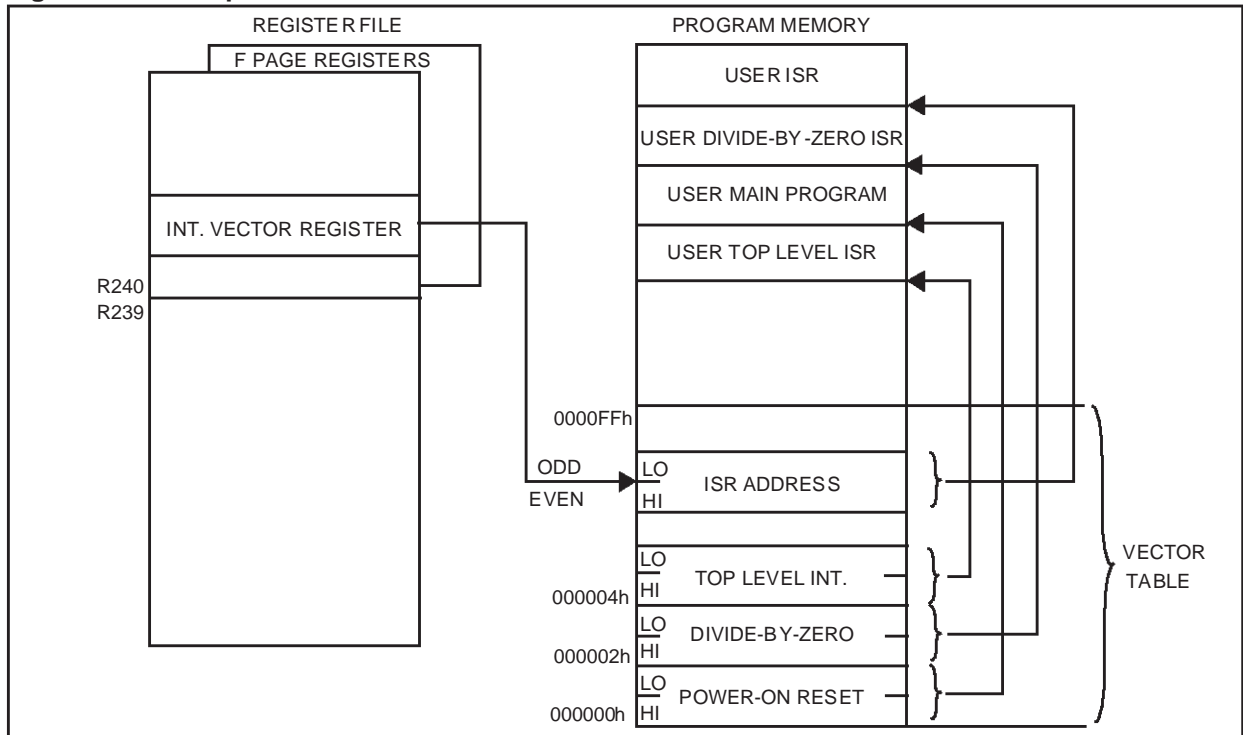 REGISTER FILE
F PAGE REGISTERS
INT. VECTOR REGISTER
R240
R239
PROGRAM MEMORY
USER ISR
USER DIVIDE-BY-ZERO ISR
USER MAIN PROGRAM
USER TOP LEVEL ISR
0000FFh
ODD
EVEN
LO
ISR ADDRESS
HI
LO
TOP LEVEL INT.
HI
000004h
LO
DIVIDE-BY-ZERO
HI
000002h
LO
POWER-ON RESET
HI
000000h
VECTOR
TABLE